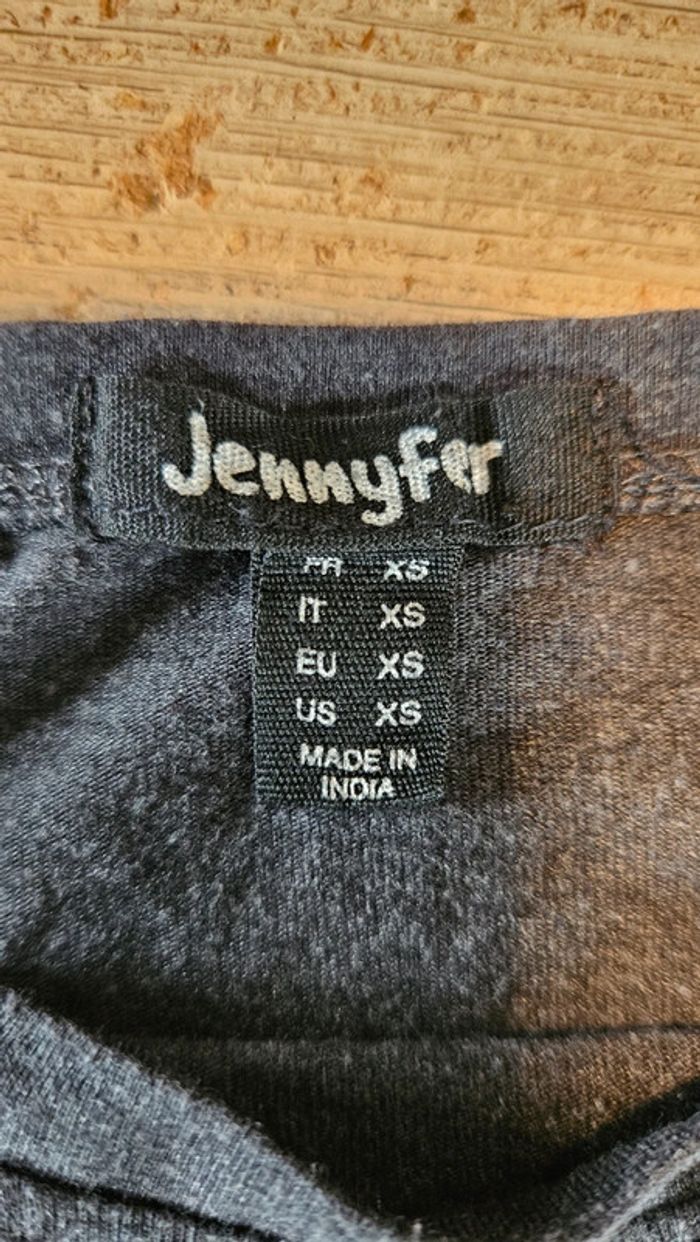 Jennyfer
FR XS
IT XS
EU XS
US XS
MADE IN
INDIA